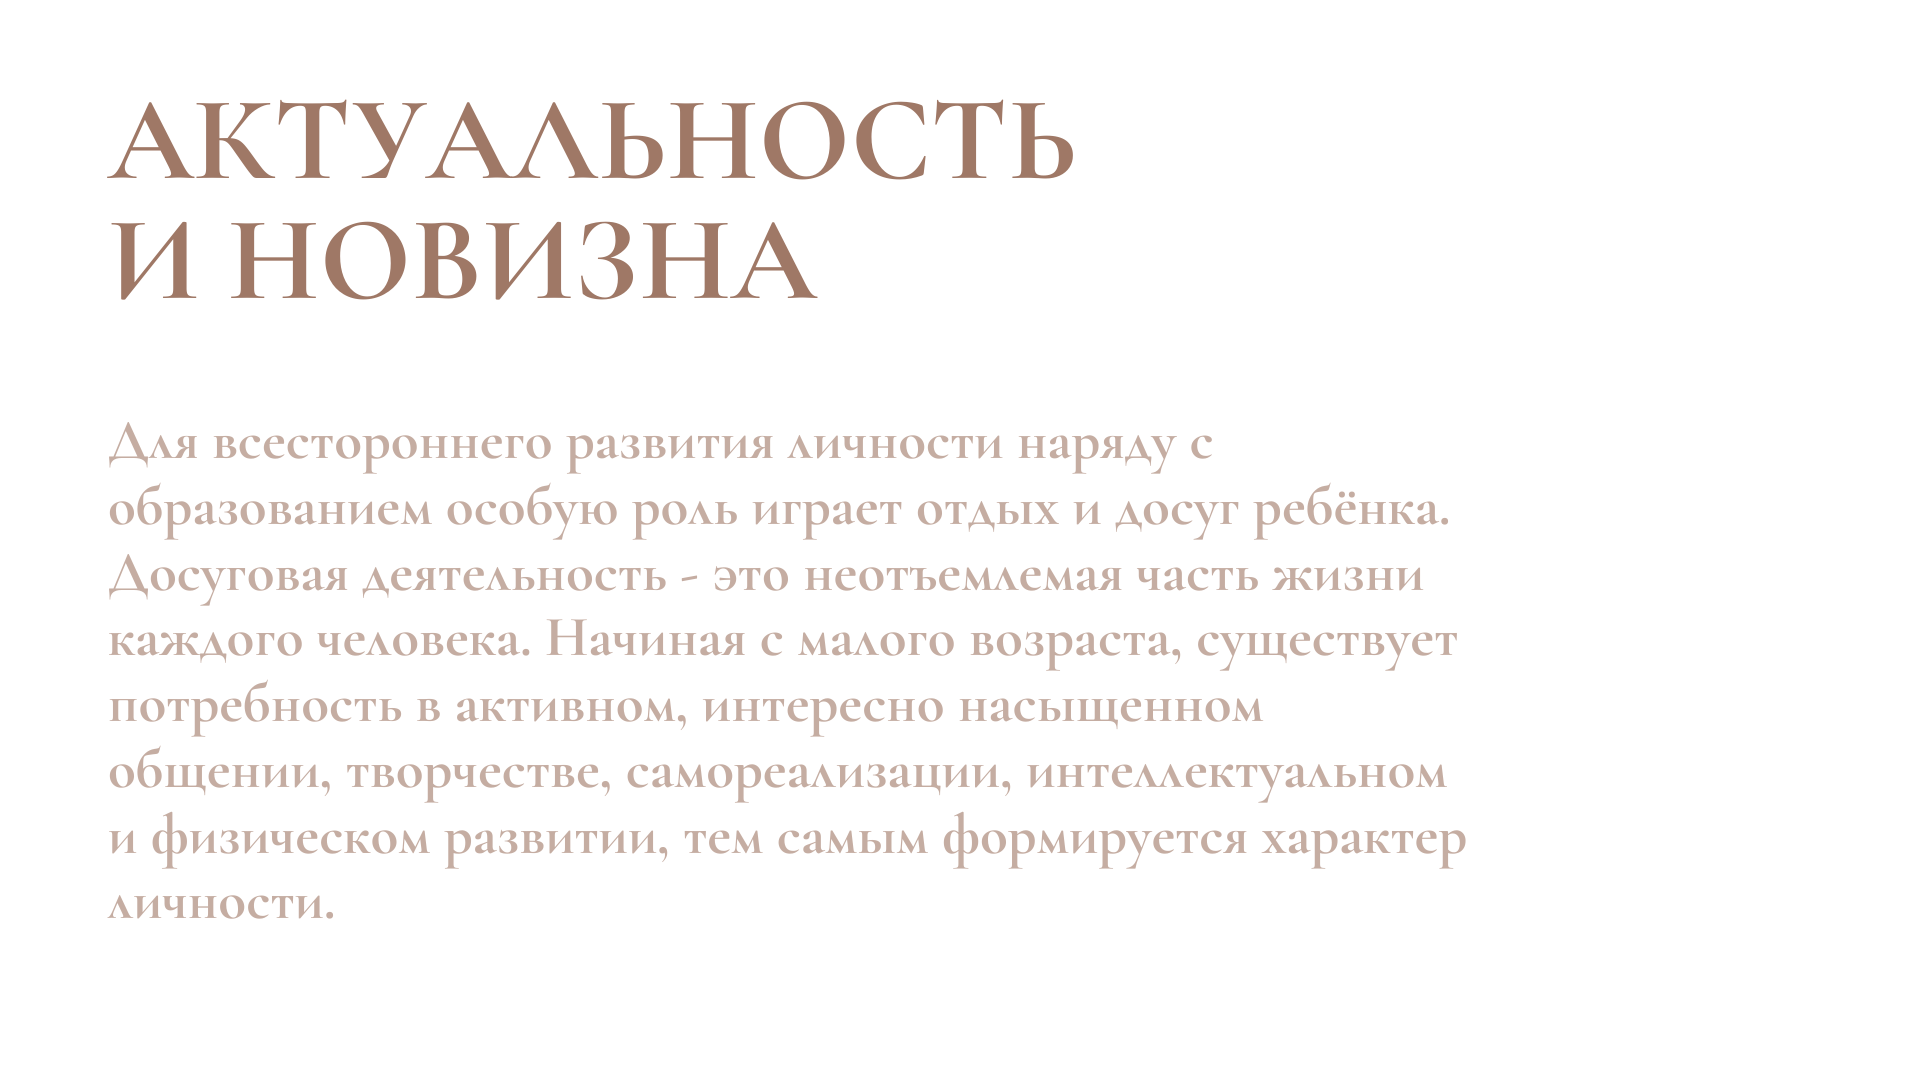 АКТУАЛЬНОСТЬ
И НОВИЗНА
Для всестороннего развития личности наряду с
образованием особую роль играет отдых и досуг ребёнка.
Досуговая деятельность - это неотъемлемая часть жизни
каждого человека. Начиная с малого возраста, существует
потребность в активном, интересно насыщенном
общении, творчестве, самореализации, интеллектуальном
и физическом развитии, тем самым формируется характер
личности.